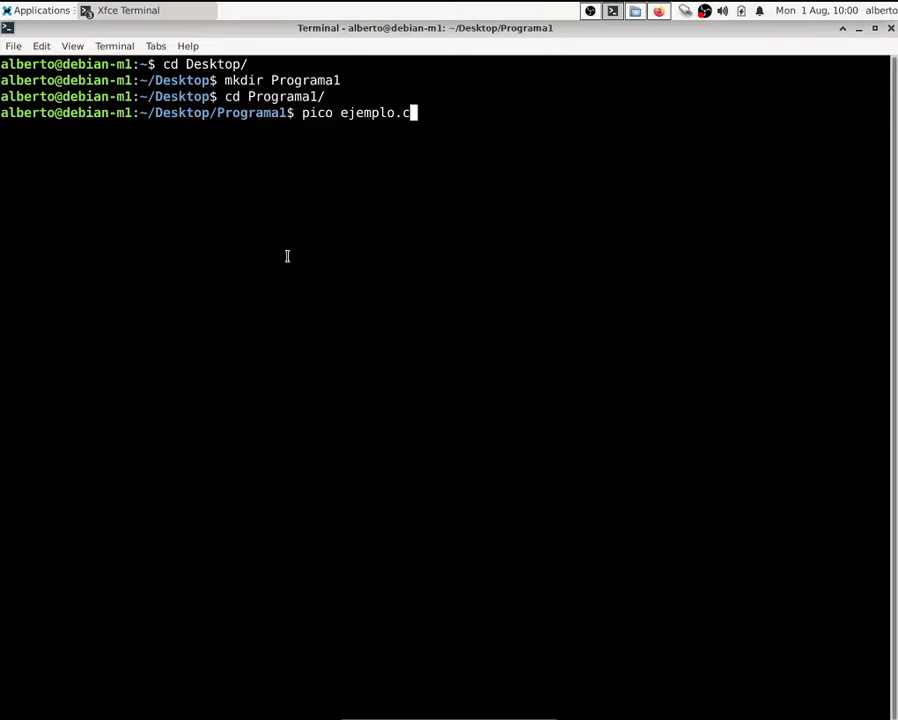 Applications Xfce Terminal Mon 1 Aug, 10:00 alberto
Terminal - alberto@debian-m1: ~/Desktop/Programa1
File Edit View Terminal Tabs Help
alberto@debian-m1:~$ cd Desktop/
alberto@debian-m1:~/Desktop$ mkdir Programa1
alberto@debian-m1:~/Desktop$ cd Programa1/
alberto@debian-m1:~/Desktop/Programa1$ pico ejemplo.c